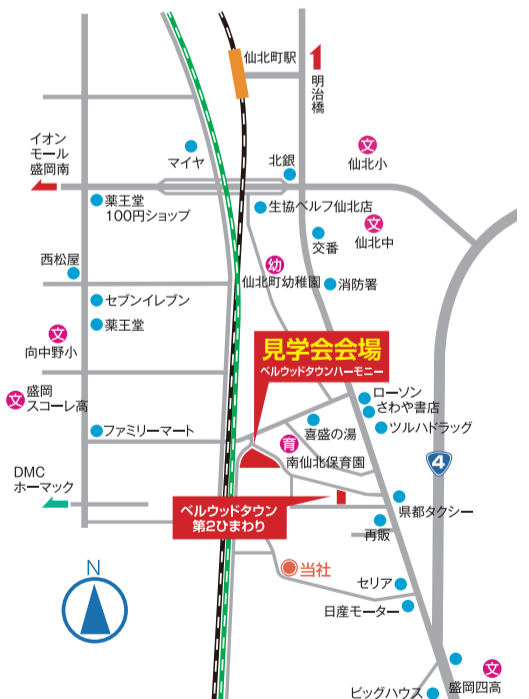 仙北町駅
明治橋
イオン
モール
盛岡南
マイヤ
北銀
文
仙北小
薬王堂
100円ショップ
生協ベルフ仙北店
文
仙北中
交番
西松屋
幼
仙北町幼稚園
消防署
セブンイレブン
薬王堂
文
向中野小
見学会会場
ベルウッドタウンハーモニー
文
盛岡
スコーレ高
ローソン
さわや書店
ツルハドラッグ
ファミリーマート
喜盛の湯
育
南仙北保育園
4
DMC
ホーマック
ベルウッドタウン
第2ひまわり
県都タクシー
再販
N
当社
セリア
日産モーター
文
盛岡四高
ビッグハウス